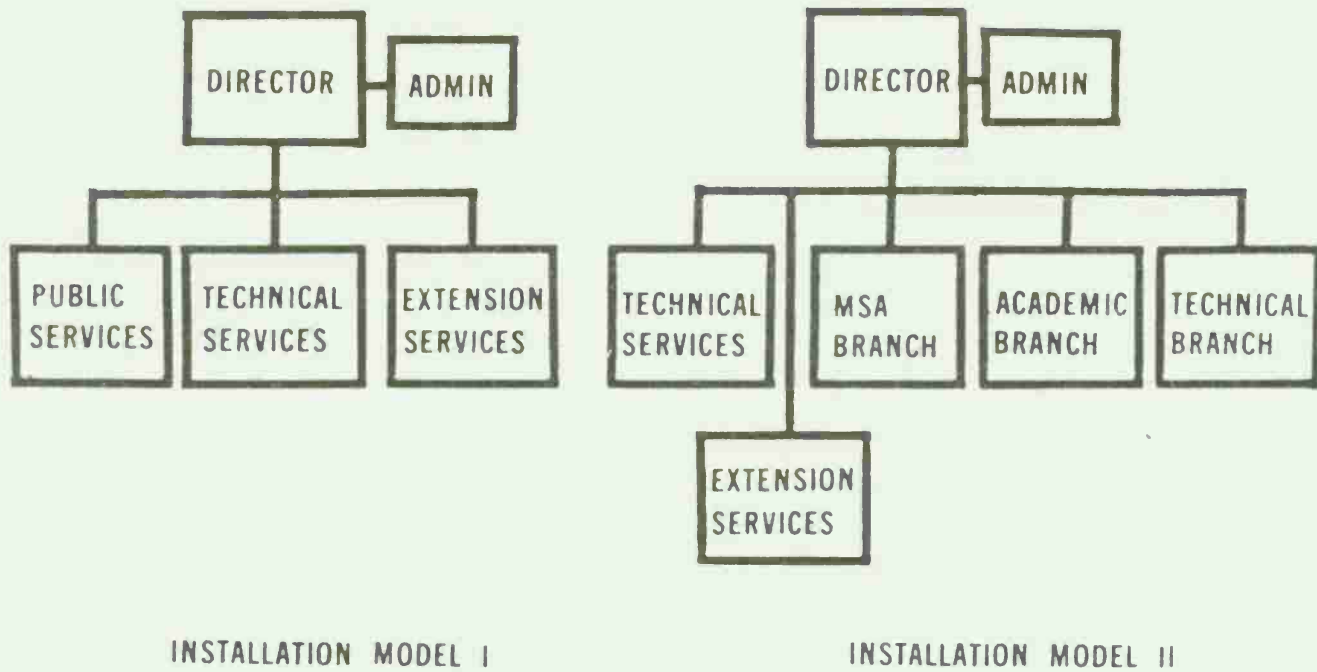 DIRECTOR
ADMIN
PUBLIC
SERVICES
TECHNICAL
SERVICES
EXTENSION
SERVICES
INSTALLATION MODEL I
DIRECTOR
ADMIN
TECHNICAL
SERVICES
MSA
BRANCH
ACADEMIC
BRANCH
TECHNICAL
BRANCH
EXTENSION
SERVICES
INSTALLATION MODEL II